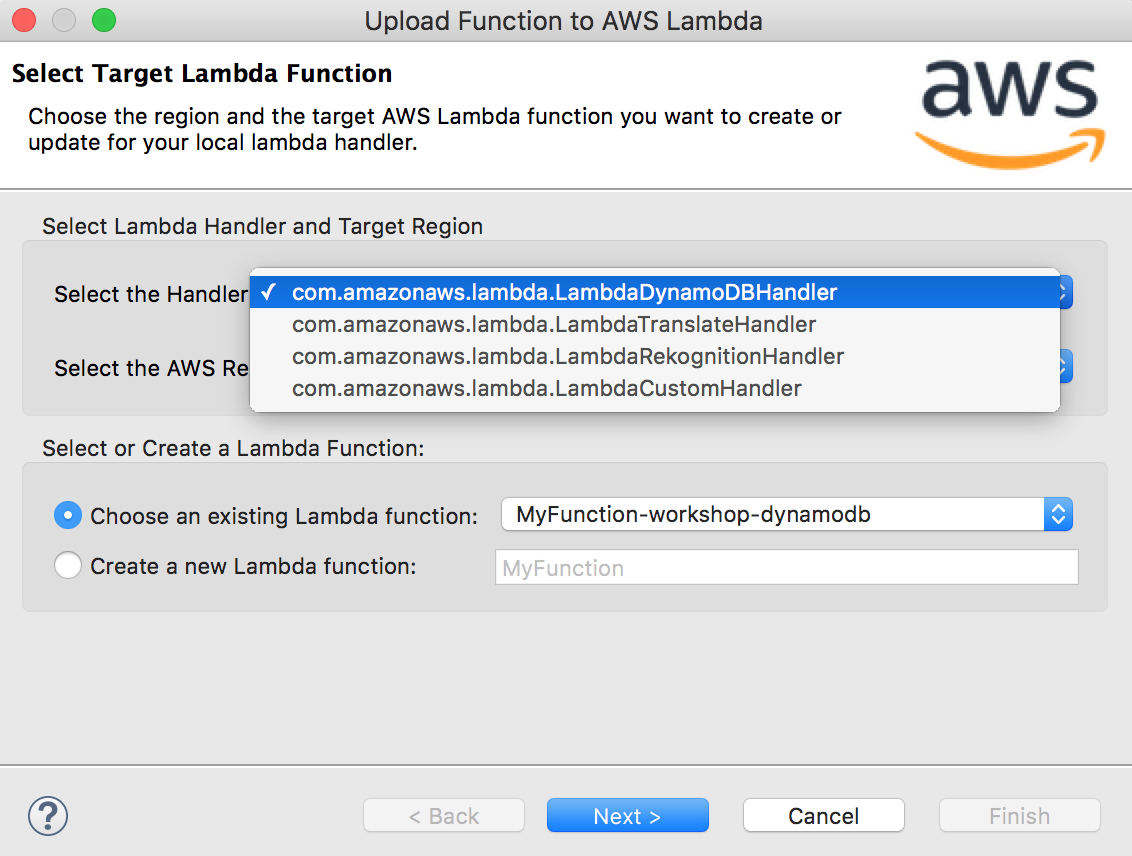 Upload Function to AWS Lambda
Select Target Lambda Function
Choose the region and the target AWS Lambda function you want to create or
update for your local lambda handler.
aws
Select Lambda Handler and Target Region
Select the Handler
✓ com.amazonaws.lambda.LambdaDynamoDBHandler
com.amazonaws.lambda.LambdaTranslateHandler
com.amazonaws.lambda.LambdaRekognitionHandler
com.amazonaws.lambda.LambdaCustomHandler
Select the AWS Re
Select or Create a Lambda Function:
Choose an existing Lambda function: MyFunction-workshop-dynamodb
Create a new Lambda function: MyFunction
? < Back Next > Cancel Finish